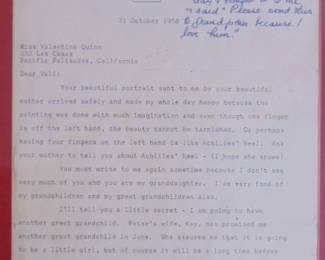 me
said "Please send this
to grandpa because I
love him."
31 October 1958
Miss Valentina Quinn
Pacific Palisades, California
Dear Vali:
Your beautiful portrait sent to me by your beautiful
mother arrived safely and made my whole day happy because the
painting was done with much imagination and even though one finger
is off the left hand, the beauty cannot be tarnished. Or perhaps
having four fingers on the left hand is like Achilles' heel. Ask
your mother to tell you about Achilles' heel - (I hope she knows).
You must write to me again sometime because I don't see
very much of you and you are my granddaughter. I am very fond of
my grandchildren and my great grandchildren also.
I'll tell you a little secret - I am going to have
another great grandchild. Peter's wife, Kay, has promised me
another great grandchild in June. She assures me that it is going
to be a little girl, but of course it will be a long time before